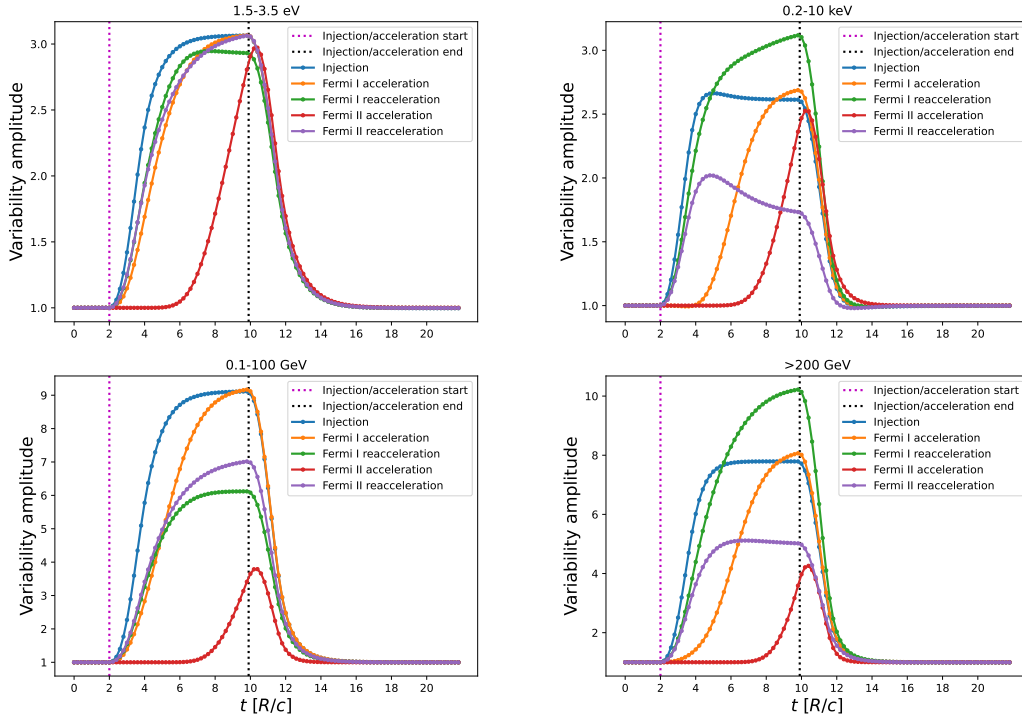 1.5-3.5 eV
Variability amplitude
3.0
2.5
2.0
1.5
1.0
0 2 4 6 8 10 12 14 16 18 20
Injection/acceleration start
Injection/acceleration end
Injection
Fermi I acceleration
Fermi I reacceleration
Fermi II acceleration
Fermi II reacceleration
0.2-10 keV
Variability amplitude
3.0
2.5
2.0
1.5
1.0
0 2 4 6 8 10 12 14 16 18 20
Injection/acceleration start
Injection/acceleration end
Injection
Fermi I acceleration
Fermi I reacceleration
Fermi II acceleration
Fermi II reacceleration
0.1-100 GeV
Variability amplitude
9
8
7
6
5
4
3
2
1
0 2 4 6 8 10 12 14 16 18 20
t [R/c]
Injection/acceleration start
Injection/acceleration end
Injection
Fermi I acceleration
Fermi I reacceleration
Fermi II acceleration
Fermi II reacceleration
>200 GeV
Variability amplitude
10
8
6
4
2
0 2 4 6 8 10 12 14 16 18 20
t [R/c]
Injection/acceleration start
Injection/acceleration end
Injection
Fermi I acceleration
Fermi I reacceleration
Fermi II acceleration
Fermi II reacceleration